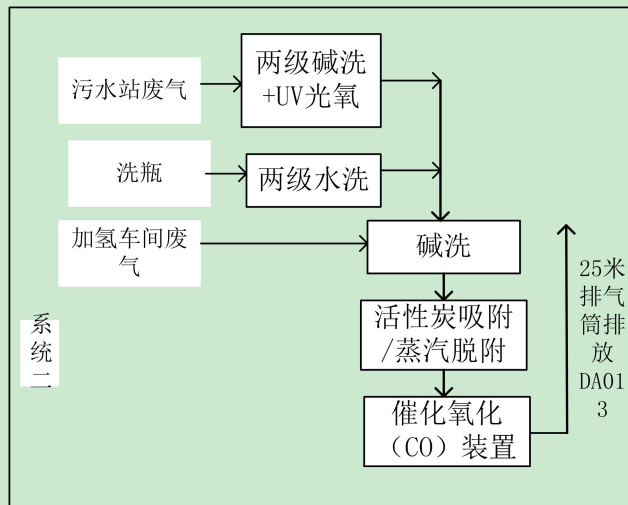 污水站废气
两级碱洗
+UV光氧
洗瓶
两级水洗
加氢车间废
气
碱洗
活性炭吸附
/蒸汽脱附
催化氧化
（CO）装置
25米
排气
筒排
放
DA01
3
系
统
二